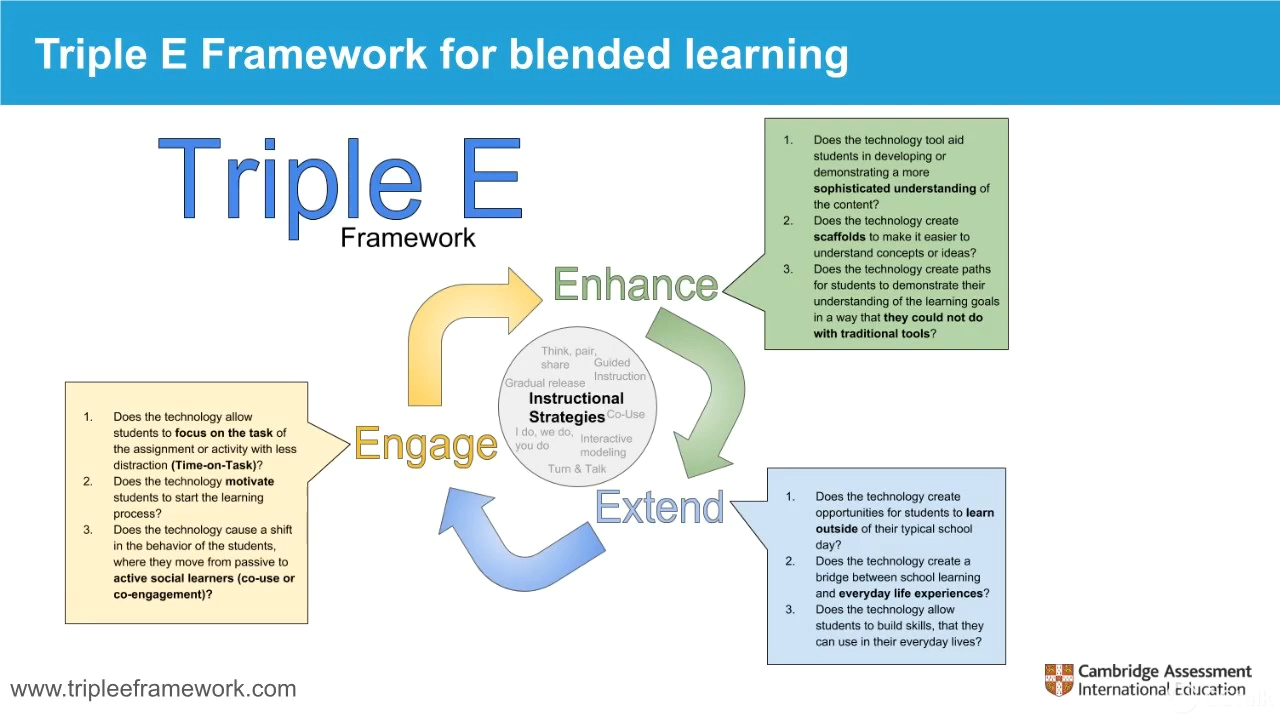 Triple E Framework for blended learning
Triple E
Framework
Enhance
1. Does the technology tool aid
students in developing or
demonstrating a more
sophisticated understanding of
the content?
2. Does the technology create
scaffolds to make it easier to
understand concepts or ideas?
3. Does the technology create paths
for students to demonstrate their
understanding of the learning goals
in a way that they could not do
with traditional tools?
Think, pair,
share
Guided
Instruction
Gradual release
Instructional
Strategies
Co-Use
I do, we do,
you do
Interactive
modeling
Turn & Talk
Engage
1. Does the technology allow
students to focus on the task of
the assignment or activity with less
distraction (Time-on-Task)?
2. Does the technology motivate
students to start the learning
process?
3. Does the technology cause a shift
in the behavior of the students,
where they move from passive to
active social learners (co-use or
co-engagement)?
Extend
1. Does the technology create
opportunities for students to learn
outside of their typical school
day?
2. Does the technology create a
bridge between school learning
and everyday life experiences?
3. Does the technology allow
students to build skills, that they
can use in their everyday lives?
www.tripleeframework.com
Cambridge Assessment
International Education